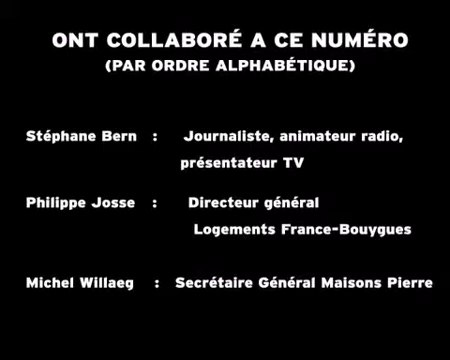 ONT COLLABORÉ A CE NUMÉRO
(PAR ORDRE ALPHABÉTIQUE)
Stéphane Bern : Journaliste, animateur radio,
présentateur TV
Philippe Josse : Directeur général
Logements France-Bouygues
Michel Willaeg : Secrétaire Général Maisons Pierre